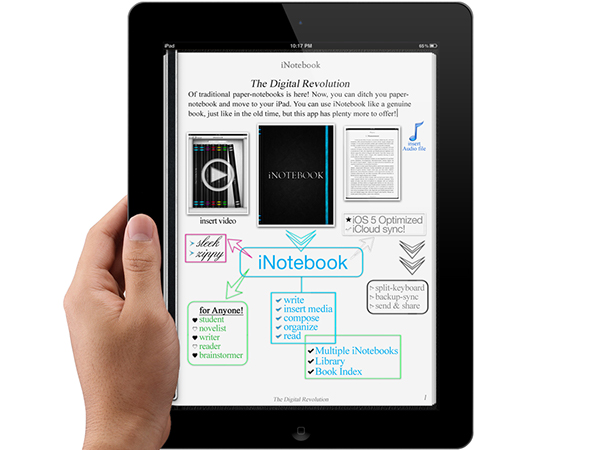 iPad 10:17 PM 60%
iNotebook
The Digital Revolution
Of traditional paper-notebooks is here! Now, you can ditch you paper-
notebook and move to your iPad. You can use iNotebook like a genuine
book, just like in the old time, but this app has plenty more to offer!
insert
Audio file
iNOTEBOOK
insert video
iOS 5 Optimized
iCloud sync!
sleek
zippy
iNotebook
split-keyboard
backup-sync
send & share
write
insert media
compose
organize
read
for Anyone!
student
novelist
writer
reader
brainstormer
Multiple iNotebooks
Library
Book Index
The Digital Revolution 1